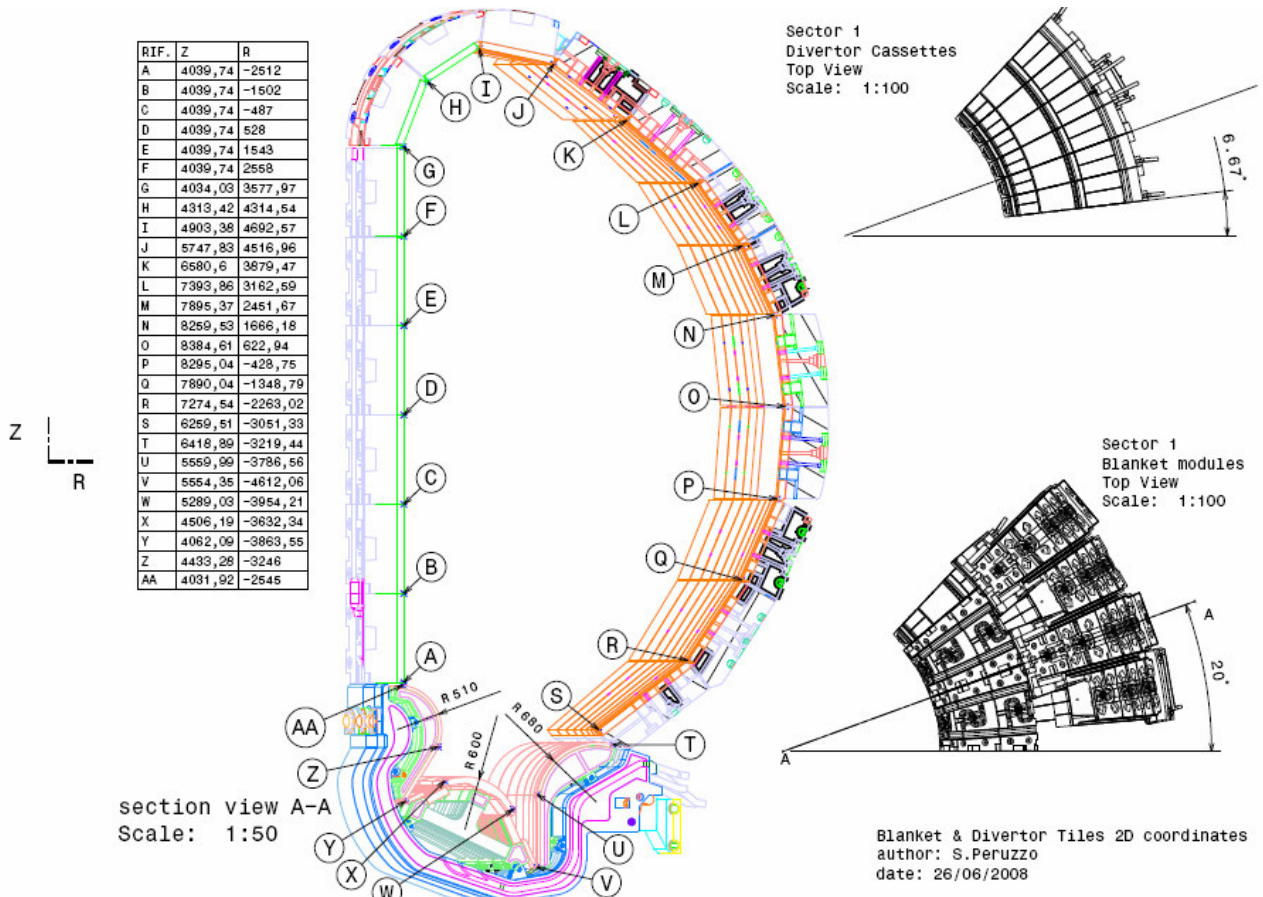 RIF. Z R
A 4039,74 -2512
B 4039,74 -1502
C 4039,74 -487
D 4039,74 528
E 4039,74 1543
F 4039,74 2558
G 4034,03 3577,97
H 4313,42 4314,54
I 4903,38 4692,57
J 5747,83 4516,96
K 6580,6 3879,47
L 7393,86 3162,59
M 7895,37 2451,67
N 8259,53 1666,18
O 8384,61 622,94
P 8295,04 -428,75
Q 7890,04 -1348,79
R 7274,54 -2263,02
S 6259,51 -3051,33
T 6418,89 -3219,44
U 5559,99 -3786,56
V 5554,35 -4612,06
W 5289,03 -3954,21
X 4506,19 -3632,34
Y 4062,09 -3863,55
Z 4433,28 -3246
AA 4031,92 -2545
Z
R
I
H
J
G
K
F
L
M
E
N
D
O
C
P
B
Q
A
R
AA
S
T
Z
Y
X
W
V
U
R510
R600
R680
section view A-A
Scale: 1:50
Sector 1
Divertor Cassettes
Top View
Scale: 1:100
6.67°
Sector 1
Blanket modules
Top View
Scale: 1:100
A
20°
A
Blanket & Divertor Tiles 2D coordinates
author: S.Peruzzo
date: 26/06/2008